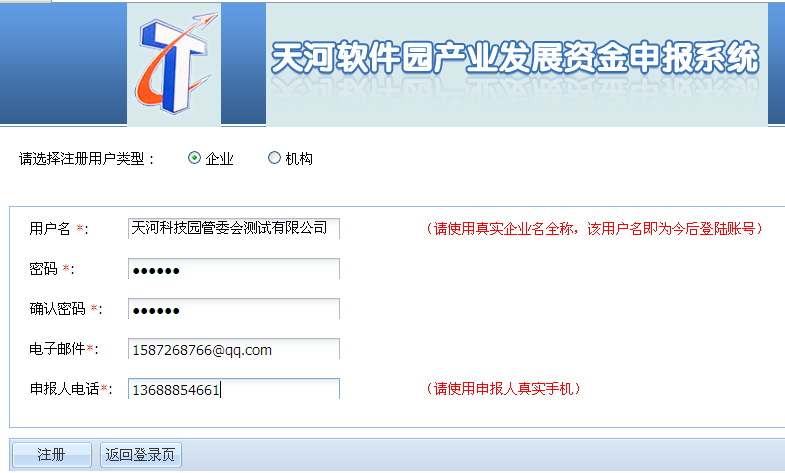 天河软件园产业发展资金申报系统
请选择注册用户类型： 企业 机构
用户名 *: 天河科技园管委会测试有限公司 （请使用真实企业名全称，该用户名即为今后登陆账号）
密码 *: ●●●●●●
确认密码 *: ●●●●●●
电子邮件*: 1587268766@qq.com
申报人电话*: 13688854661 （请使用申报人真实手机）
注册 返回登录页